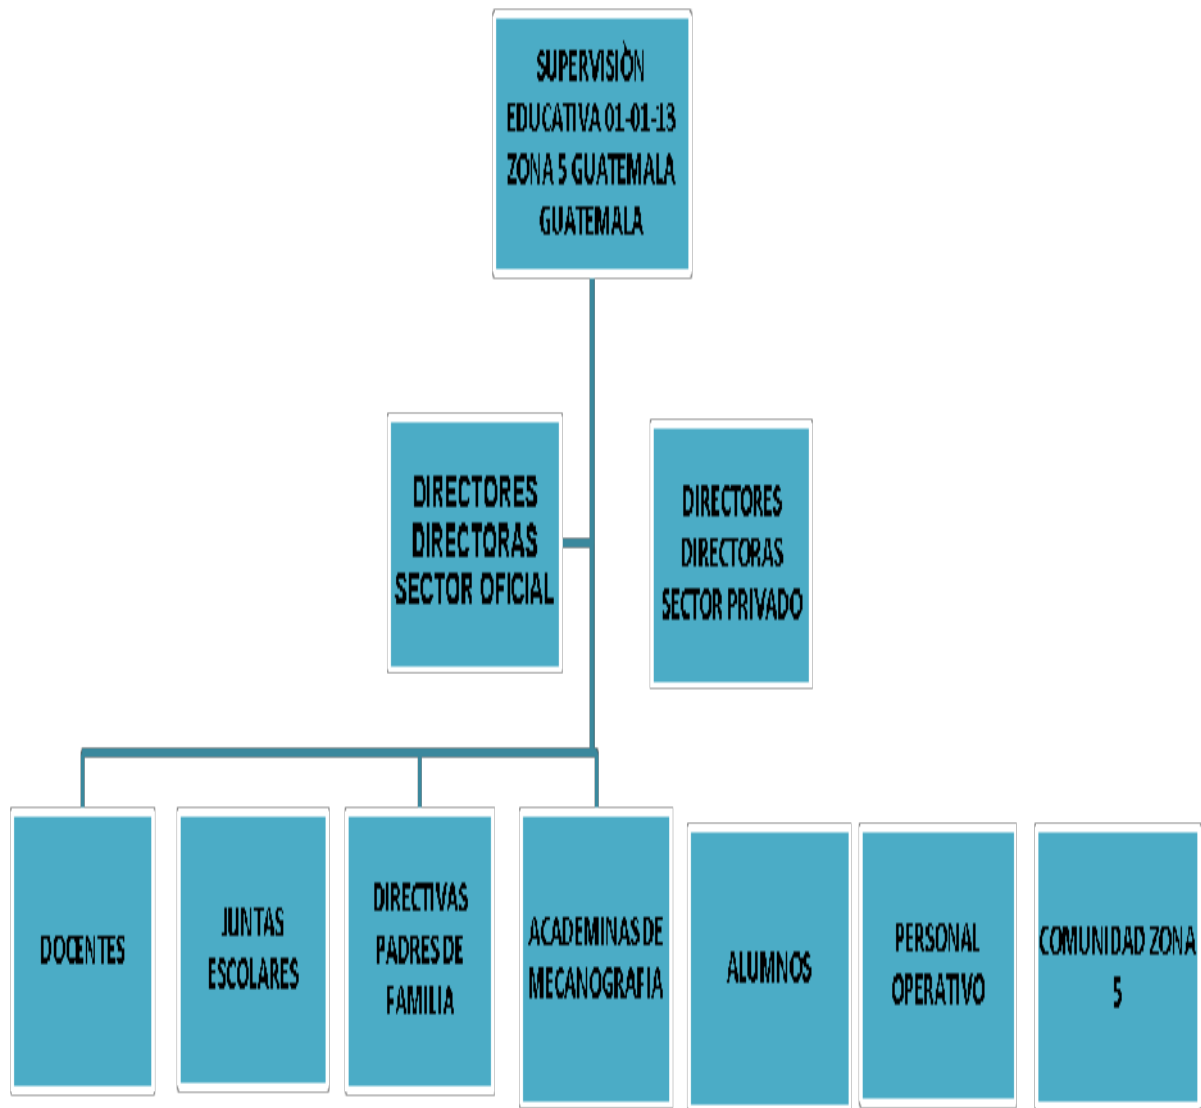 SUPERVISIÒN
EDUCATIVA 01-01-13
ZONA 5 GUATEMALA
GUATEMALA
DIRECTORES
DIRECTORAS
SECTOR OFICIAL
DIRECTORES
DIRECTORAS
SECTOR PRIVADO
DOCENTES
JUNTAS
ESCOLARES
DIRECTIVAS
PADRES DE
FAMILIA
ACADEMINAS DE
MECANOGRAFIA
ALUMNOS
PERSONAL
OPERATIVO
COMUNIDAD ZONA
5